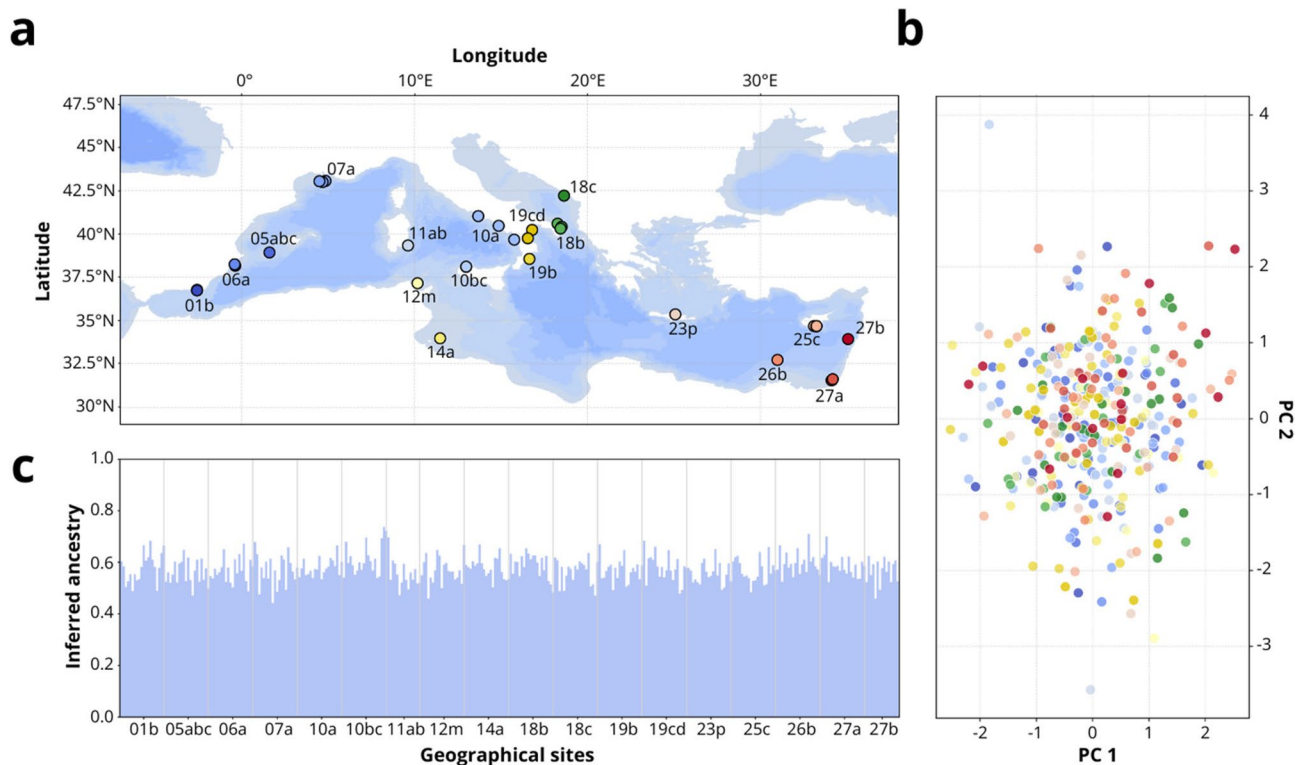 a
b
Longitude
0°
10°E
20°E
30°E
47.5°N
45°N
42.5°N
40°N
37.5°N
35°N
32.5°N
30°N
Latitude
07a
18c
05abc
11ab
19cd
10a
18b
06a
10bc
19b
01b
12m
14a
23p
25c
27b
26b
27a
4
3
2
1
0
-1
-2
-3
PC 2
-2
-1
0
1
2
PC 1
c
1.0
0.8
0.6
0.4
0.2
0.0
Inferred ancestry
01b 05abc 06a 07a 10a 10bc 11ab 12m 14a 18b 18c 19b 19cd 23p 25c 26b 27a 27b
Geographical sites